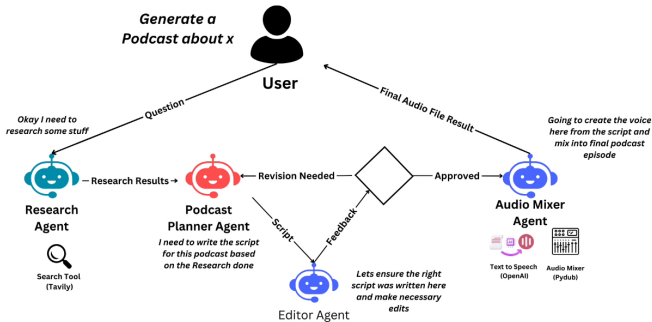 Generate a
Podcast about x
User
Question
Final Audio File Result
Okay I need to
research some stuff
Going to create the voice
here from the script and
mix into final podcast
episode
Research Results
Revision Needed
Approved
Research
Agent
Podcast
Planner Agent
Audio Mixer
Agent
I need to write the script
for this podcast based
on the Research done
Script
Feedback
Search Tool
(Tavily)
Text to Speech
(OpenAI)
Audio Mixer
(Pydub)
Lets ensure the right
script was written here
and make necessary
edits
Editor Agent